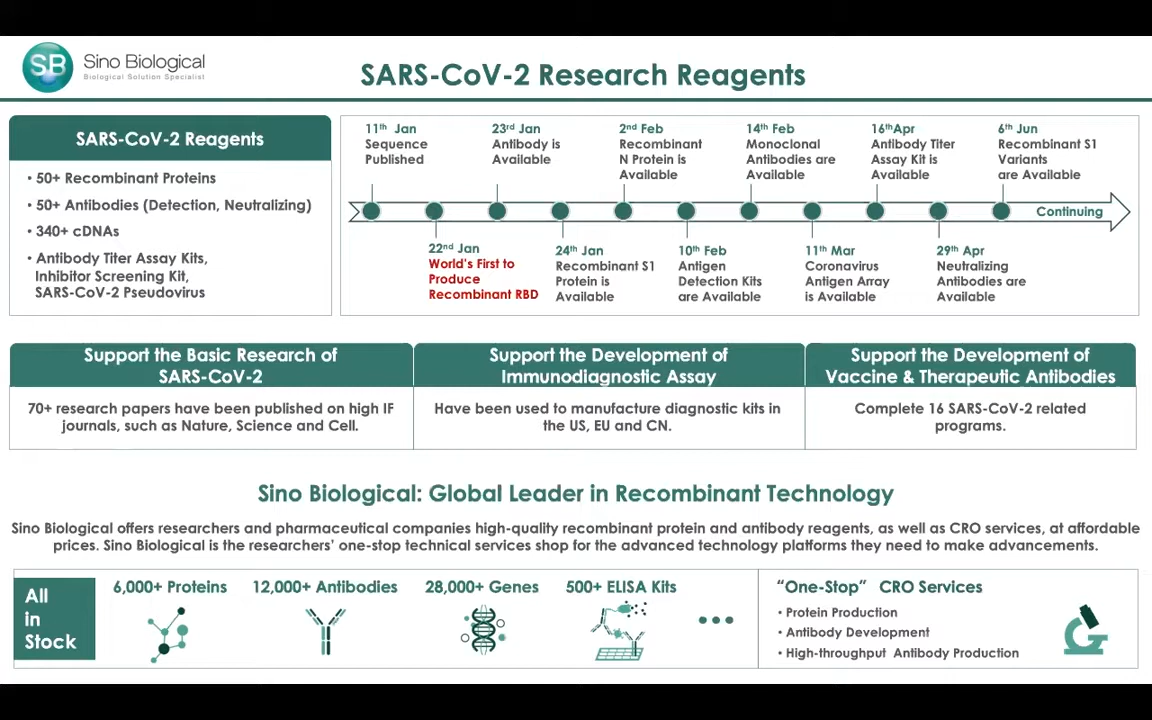 SB
Sino Biological
Biological Solution Specialist
SARS-CoV-2 Research Reagents
SARS-CoV-2 Reagents
• 50+ Recombinant Proteins
• 50+ Antibodies (Detection, Neutralizing)
• 340+ cDNAs
• Antibody Titer Assay Kits,
Inhibitor Screening Kit,
SARS-CoV-2 Pseudovirus
11th Jan
Sequence
Published
23rd Jan
Antibody is
Available
2nd Feb
Recombinant
N Protein is
Available
14th Feb
Monoclonal
Antibodies are
Available
16thApr
Antibody Titer
Assay Kit is
Available
6th Jun
Recombinant S1
Variants
are Available
Continuing
22nd Jan
World's First to
Produce
Recombinant RBD
24th Jan
Recombinant S1
Protein is
Available
10th Feb
Antigen
Detection Kits
are Available
11th Mar
Coronavirus
Antigen Array
is Available
29th Apr
Neutralizing
Antibodies are
Available
Support the Basic Research of
SARS-CoV-2
70+ research papers have been published on high IF
journals, such as Nature, Science and Cell.
Support the Development of
Immunodiagnostic Assay
Have been used to manufacture diagnostic kits in
the US, EU and CN.
Support the Development of
Vaccine & Therapeutic Antibodies
Complete 16 SARS-CoV-2 related
programs.
Sino Biological: Global Leader in Recombinant Technology
Sino Biological offers researchers and pharmaceutical companies high-quality recombinant protein and antibody reagents, as well as CRO services, at affordable
prices. Sino Biological is the researchers' one-stop technical services shop for the advanced technology platforms they need to make advancements.
All
in
Stock
6,000+ Proteins
12,000+ Antibodies
28,000+ Genes
500+ ELISA Kits
•••
“One-Stop” CRO Services
• Protein Production
• Antibody Development
• High-throughput Antibody Production